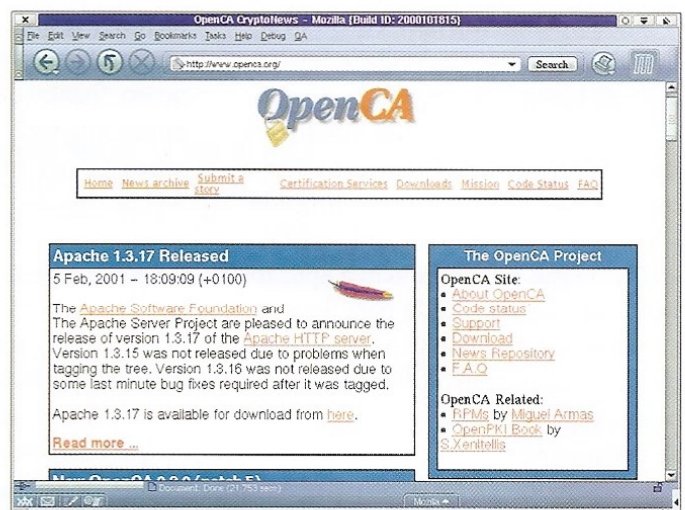 OpenCA CryptoNews - Mozilla {Build ID: 2000101815}
File Edit View Search Go Bookmarks Tasks Help Debug QA
http://www.openca.org/
Search
OpenCA
Home News archive Submit a story Certification Services Downloads Mission Code Status FAQ
Apache 1.3.17 Released
5 Feb, 2001 - 18:09:09 (+0100)
The Apache Software Foundation and
The Apache Server Project are pleased to announce the
release of version 1.3.17 of the Apache HTTP server.
Version 1.3.15 was not released due to problems when
tagging the tree. Version 1.3.16 was not released due to
some last minute bug fixes required after it was tagged.
Apache 1.3.17 is available for download from here.
Read more ...
The OpenCA Project
OpenCA Site:
• About OpenCA
• Code status
• Support
• Download
• News Repository
• F.A.Q
OpenCA Related:
• RPMs by Miguel Armas
• OpenPKI Book by
S.Xenitellis
New OpenCA
Document: Done (21.753 secs)
Mozilla